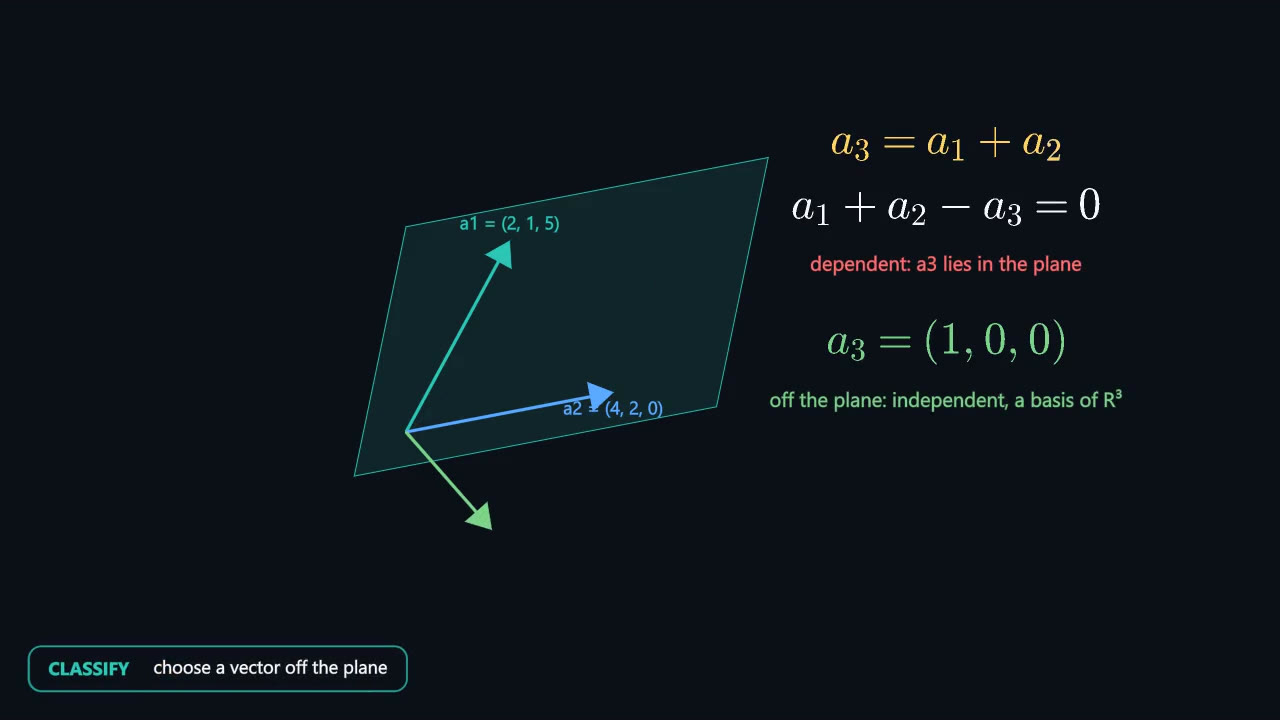 a₃ = a₁ + a₂
a₁ + a₂ − a₃ = 0
a1 = (2, 1, 5)
dependent: a3 lies in the plane
a₃ = (1, 0, 0)
a2 = (4, 2, 0)
off the plane: independent, a basis of R³
CLASSIFY choose a vector off the plane